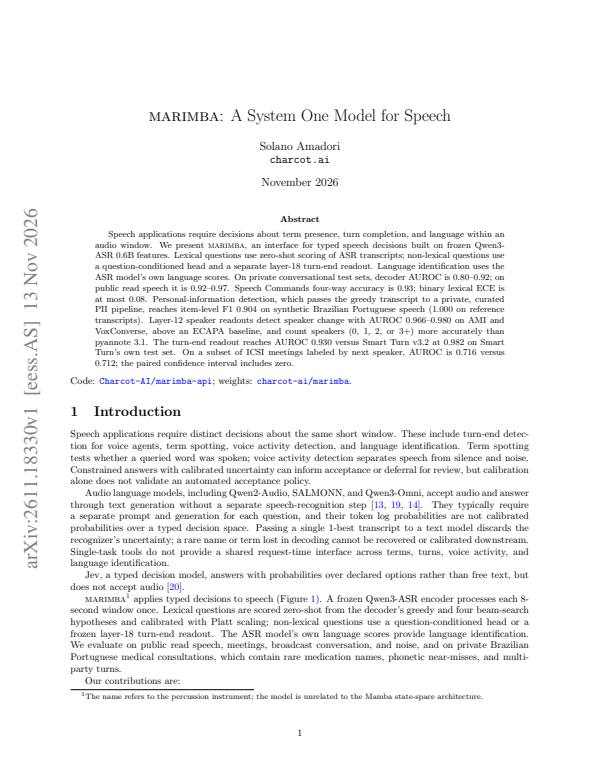 MARIMBA: A System One Model for Speech
Solano Amadori
charcot.ai
November 2026
Abstract
Speech applications require decisions about term presence, turn completion, and language within an
audio window. We present MARIMBA, an interface for typed speech decisions built on frozen Qwen3-
ASR 0.6B features. Lexical questions use zero-shot scoring of ASR transcripts; non-lexical questions use
a question-conditioned head and a separate layer-18 turn-end readout. Language identification uses the
ASR model's own language scores. On private conversational test sets, decoder AUROC is 0.80–0.92; on
public read speech it is 0.92–0.97. Speech Commands four-way accuracy is 0.93; binary lexical ECE is
at most 0.08. Personal-information detection, which passes the greedy transcript to a private, curated
PII pipeline, reaches item-level F1 0.904 on synthetic Brazilian Portuguese speech (1.000 on reference
transcripts). Layer-12 speaker readouts detect speaker change with AUROC 0.966–0.980 on AMI and
VoxConverse, above an ECAPA baseline, and count speakers (0, 1, 2, or 3+) more accurately than
pyannote 3.1. The turn-end readout reaches AUROC 0.930 versus Smart Turn v3.2 at 0.982 on Smart
Turn's own test set. On a subset of ICSI meetings labeled by next speaker, AUROC is 0.716 versus
0.712; the paired confidence interval includes zero.
Code: Charcot-AI/marimba-api; weights: charcot-ai/marimba.
1 Introduction
Speech applications require distinct decisions about the same short window. These include turn-end detec-
tion for voice agents, term spotting, voice activity detection, and language identification. Term spotting
tests whether a queried word was spoken; voice activity detection separates speech from silence and noise.
Constrained answers with calibrated uncertainty can inform acceptance or deferral for review, but calibration
alone does not validate an automated acceptance policy.
Audio language models, including Qwen2-Audio, SALMONN, and Qwen3-Omni, accept audio and answer
through text generation without a separate speech-recognition step [13, 19, 14]. They typically require
a separate prompt and generation for each question, and their token log probabilities are not calibrated
probabilities over a typed decision space. Passing a single 1-best transcript to a text model discards the
recognizer's uncertainty; a rare name or term lost in decoding cannot be recovered or calibrated downstream.
Single-task tools do not provide a shared request-time interface across terms, turns, voice activity, and
language identification.
Jev, a typed decision model, answers with probabilities over declared options rather than free text, but
does not accept audio [20].
MARIMBA1 applies typed decisions to speech (Figure 1). A frozen Qwen3-ASR encoder processes each 8-
second window once. Lexical questions are scored zero-shot from the decoder's greedy and four beam-search
hypotheses and calibrated with Platt scaling; non-lexical questions use a question-conditioned head or a
frozen layer-18 turn-end readout. The ASR model's own language scores provide language identification.
We evaluate on public read speech, meetings, broadcast conversation, and noise, and on private Brazilian
Portuguese medical consultations, which contain rare medication names, phonetic near-misses, and multi-
party turns.
Our contributions are:
1The name refers to the percussion instrument; the model is unrelated to the Mamba state-space architecture.
1
arXiv:2611.18330v1 [eess.AS] 13 Nov 2026